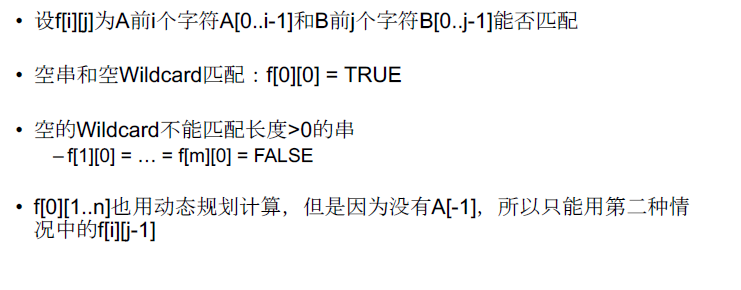 • 设f[i][j]为A前i个字符A[0..i-1]和B前j个字符B[0..j-1]能否匹配
• 空串和空Wildcard匹配：f[0][0] = TRUE
• 空的Wildcard不能匹配长度>0的串
– f[1][0] = … = f[m][0] = FALSE
• f[0][1..n]也用动态规划计算，但是因为没有A[-1]，所以只能用第二种情
况中的f[i][j-1]